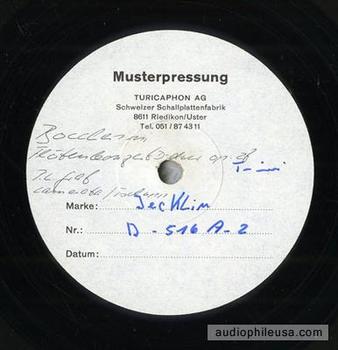 Musterpressung
TURICAPHON AG
Schweizer Schallplattenfabrik
8611 Riedikon/Uster
Tel. 051 / 87 43 11
Marke: Jecklin
Nr.: D - 516 A - 2
Datum:
audiophileusa.com